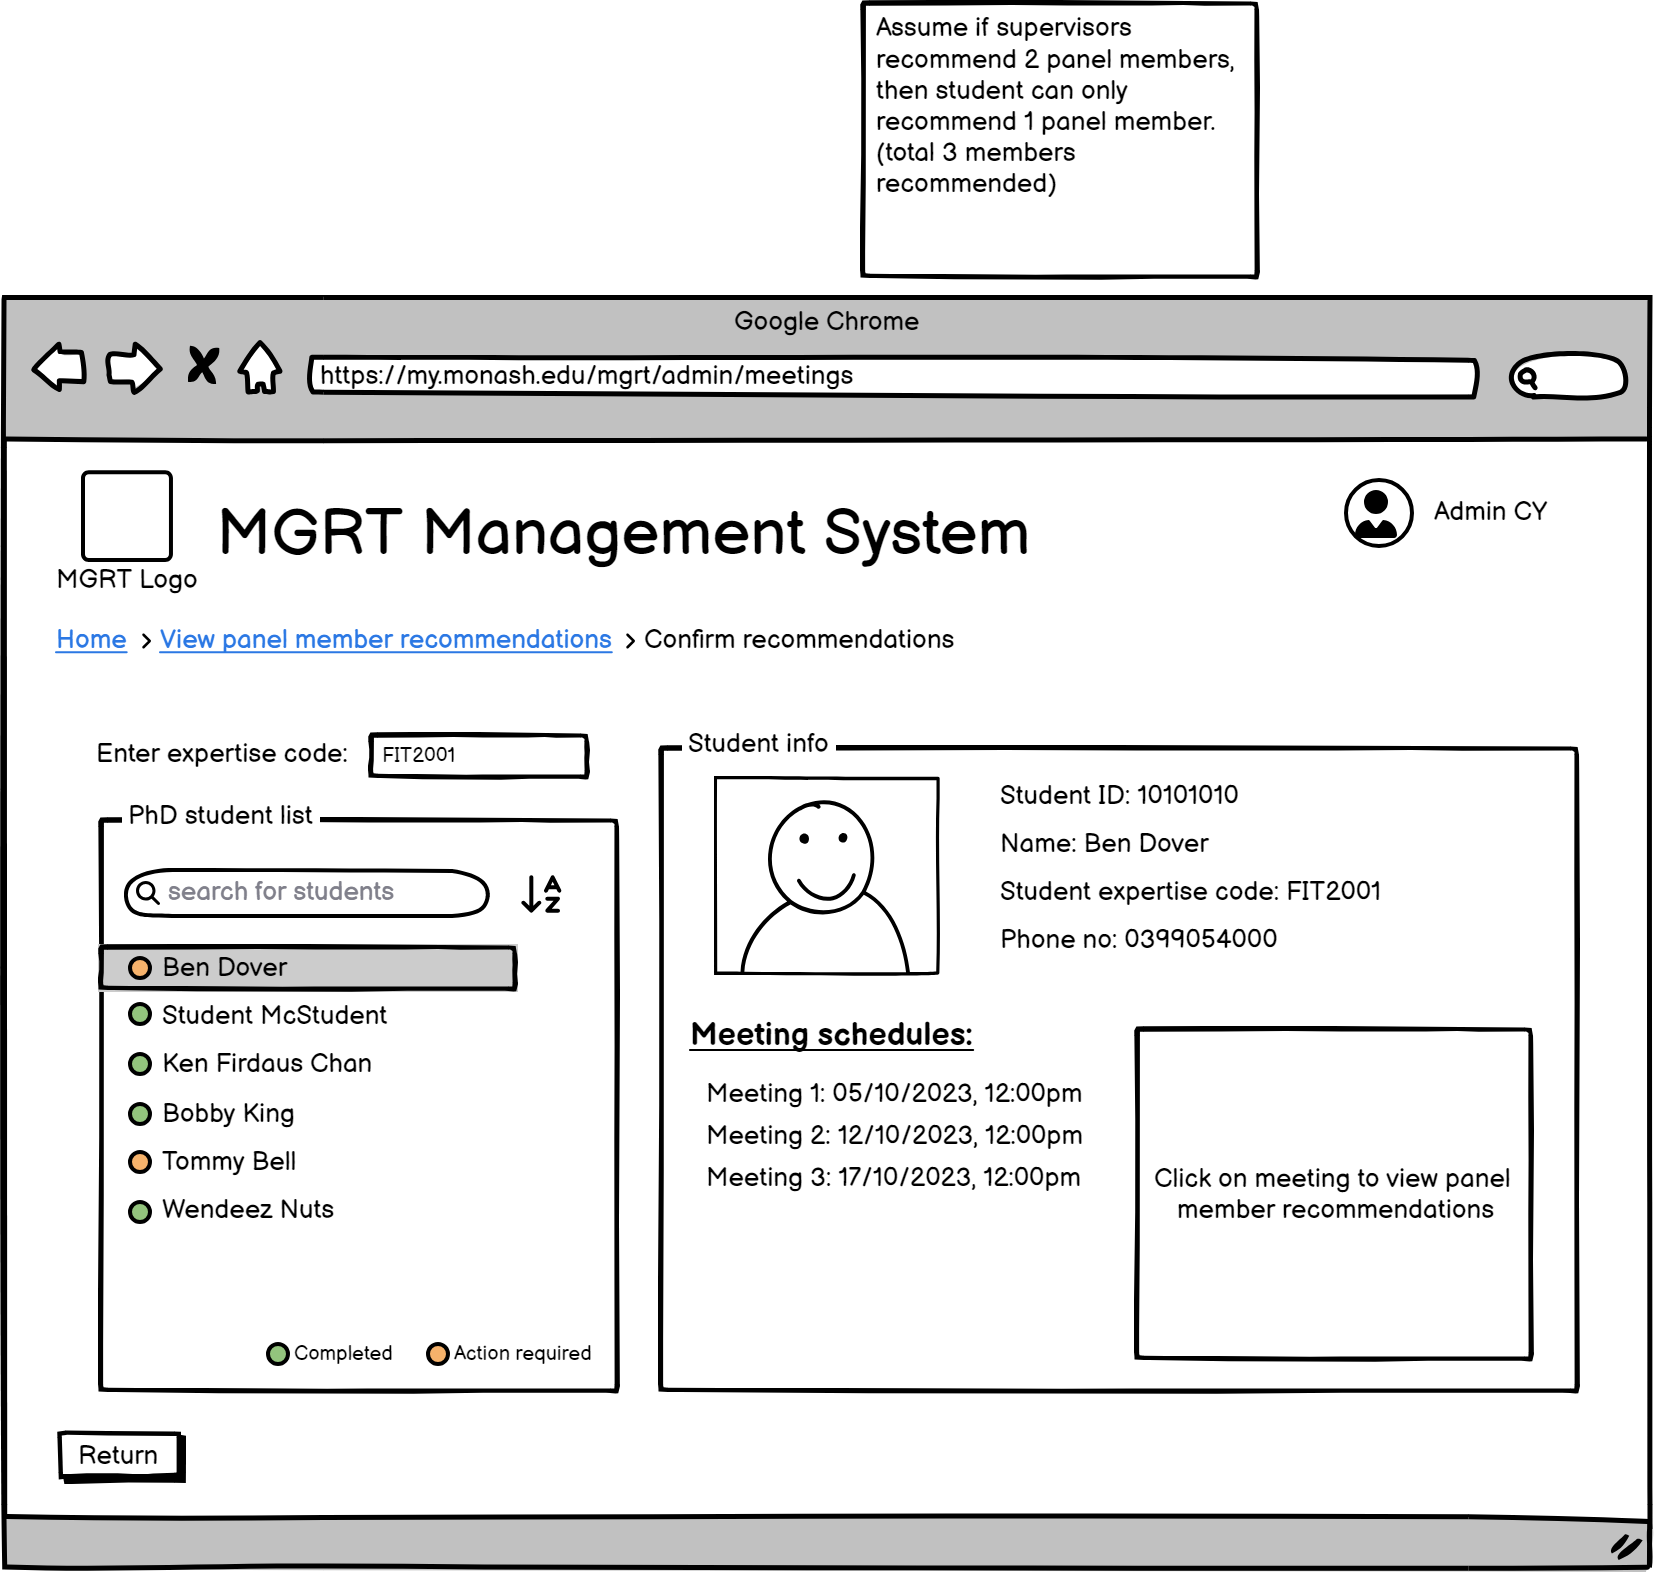 Assume if supervisors
recommend 2 panel members,
then student can only
recommend 1 panel member.
(total 3 members
recommended)
Google Chrome
https://my.monash.edu/mgrt/admin/meetings
MGRT Management System
Admin CY
MGRT Logo
Home
View panel member recommendations
Confirm recommendations
Enter expertise code:
FIT2001
PhD student list
search for students
A
Z
Ben Dover
Student McStudent
Ken Firdaus Chan
Bobby King
Tommy Bell
Wendeez Nuts
Completed
Action required
Student info
Student ID: 10101010
Name: Ben Dover
Student expertise code: FIT2001
Phone no: 0399054000
Meeting schedules:
Meeting 1: 05/10/2023, 12:00pm
Meeting 2: 12/10/2023, 12:00pm
Meeting 3: 17/10/2023, 12:00pm
Click on meeting to view panel
member recommendations
Return